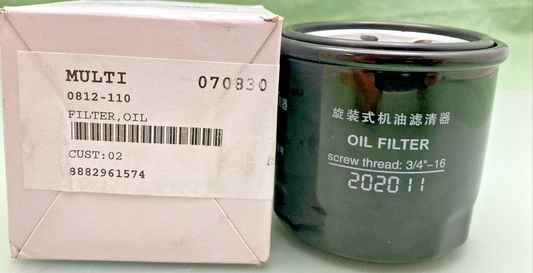 MULTI 070830
0812-110
FILTER,OIL
CUST:02
8882961574
旋装式机油滤清器
OIL FILTER
screw thread: 3/4"-16
202011